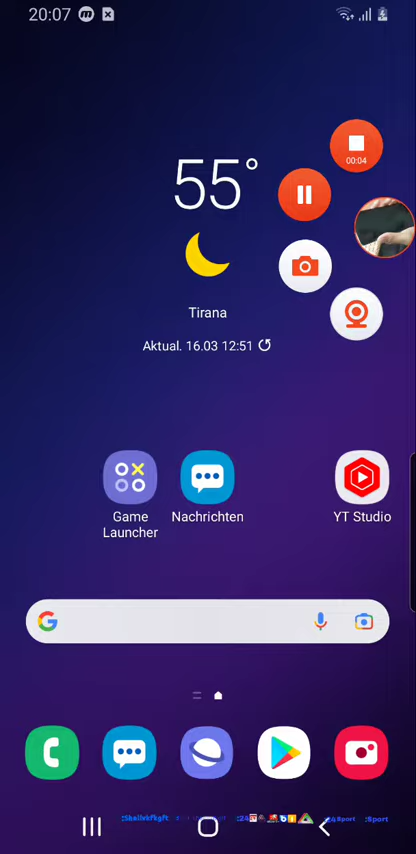 20:07
00:04
55°
Tirana
Aktual. 16.03 12:51
Game
Launcher
Nachrichten
YT Studio